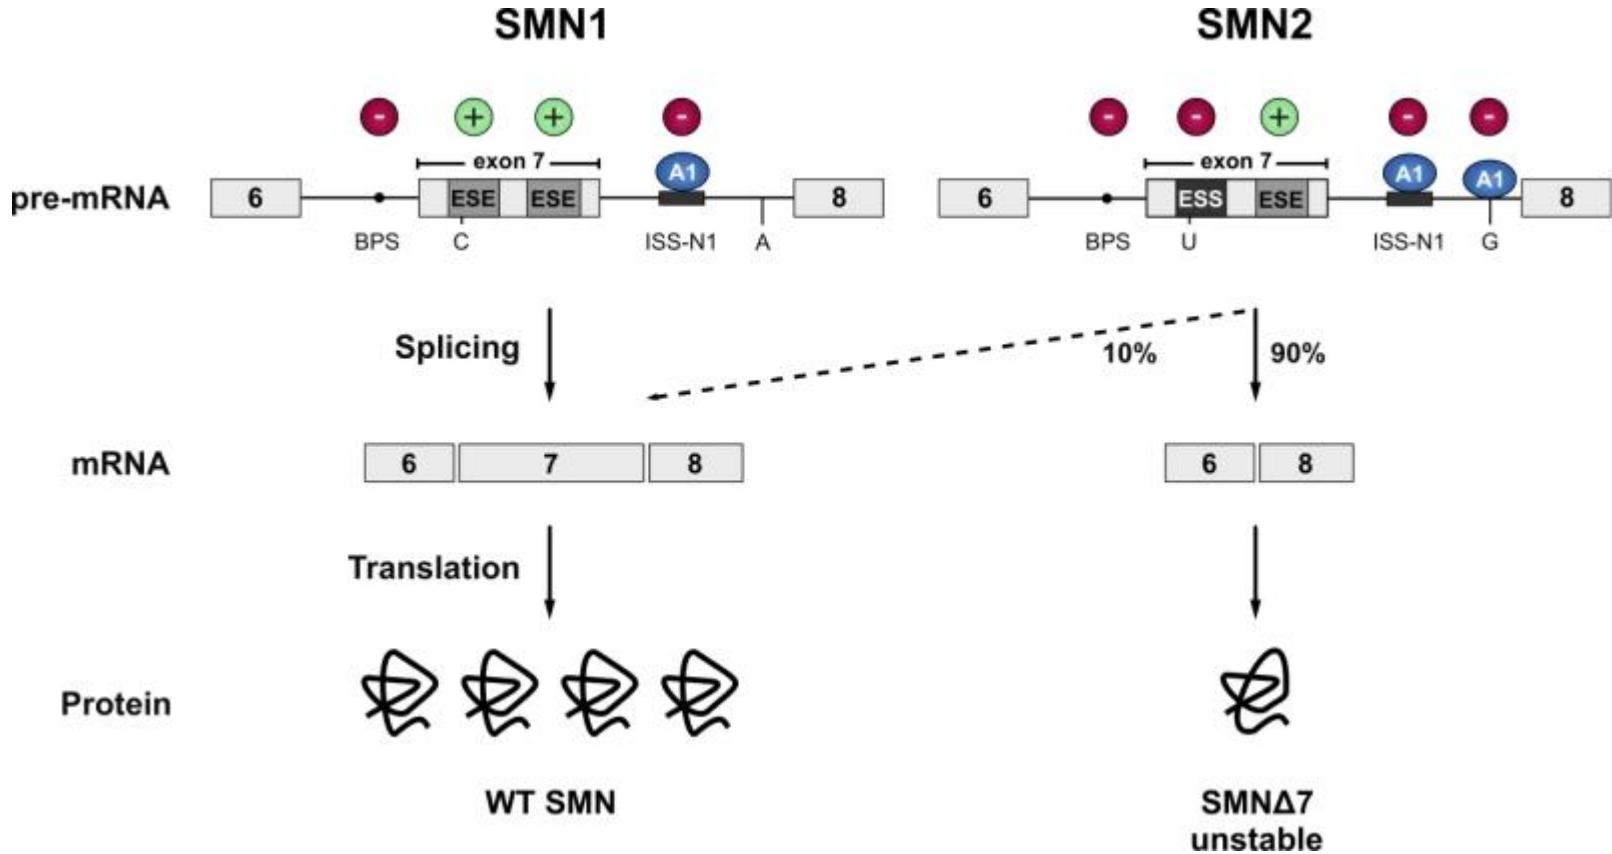 SMN1 SMN2
- + + - - - + - -
exon 7 A1 exon 7 A1 A1
pre-mRNA 6 ESE ESE 8 6 ESS ESE 8
BPS C ISS-N1 A BPS U ISS-N1 G
Splicing 10% 90%
mRNA 6 7 8 6 8
Translation
Protein
WT SMN SMNΔ7
unstable